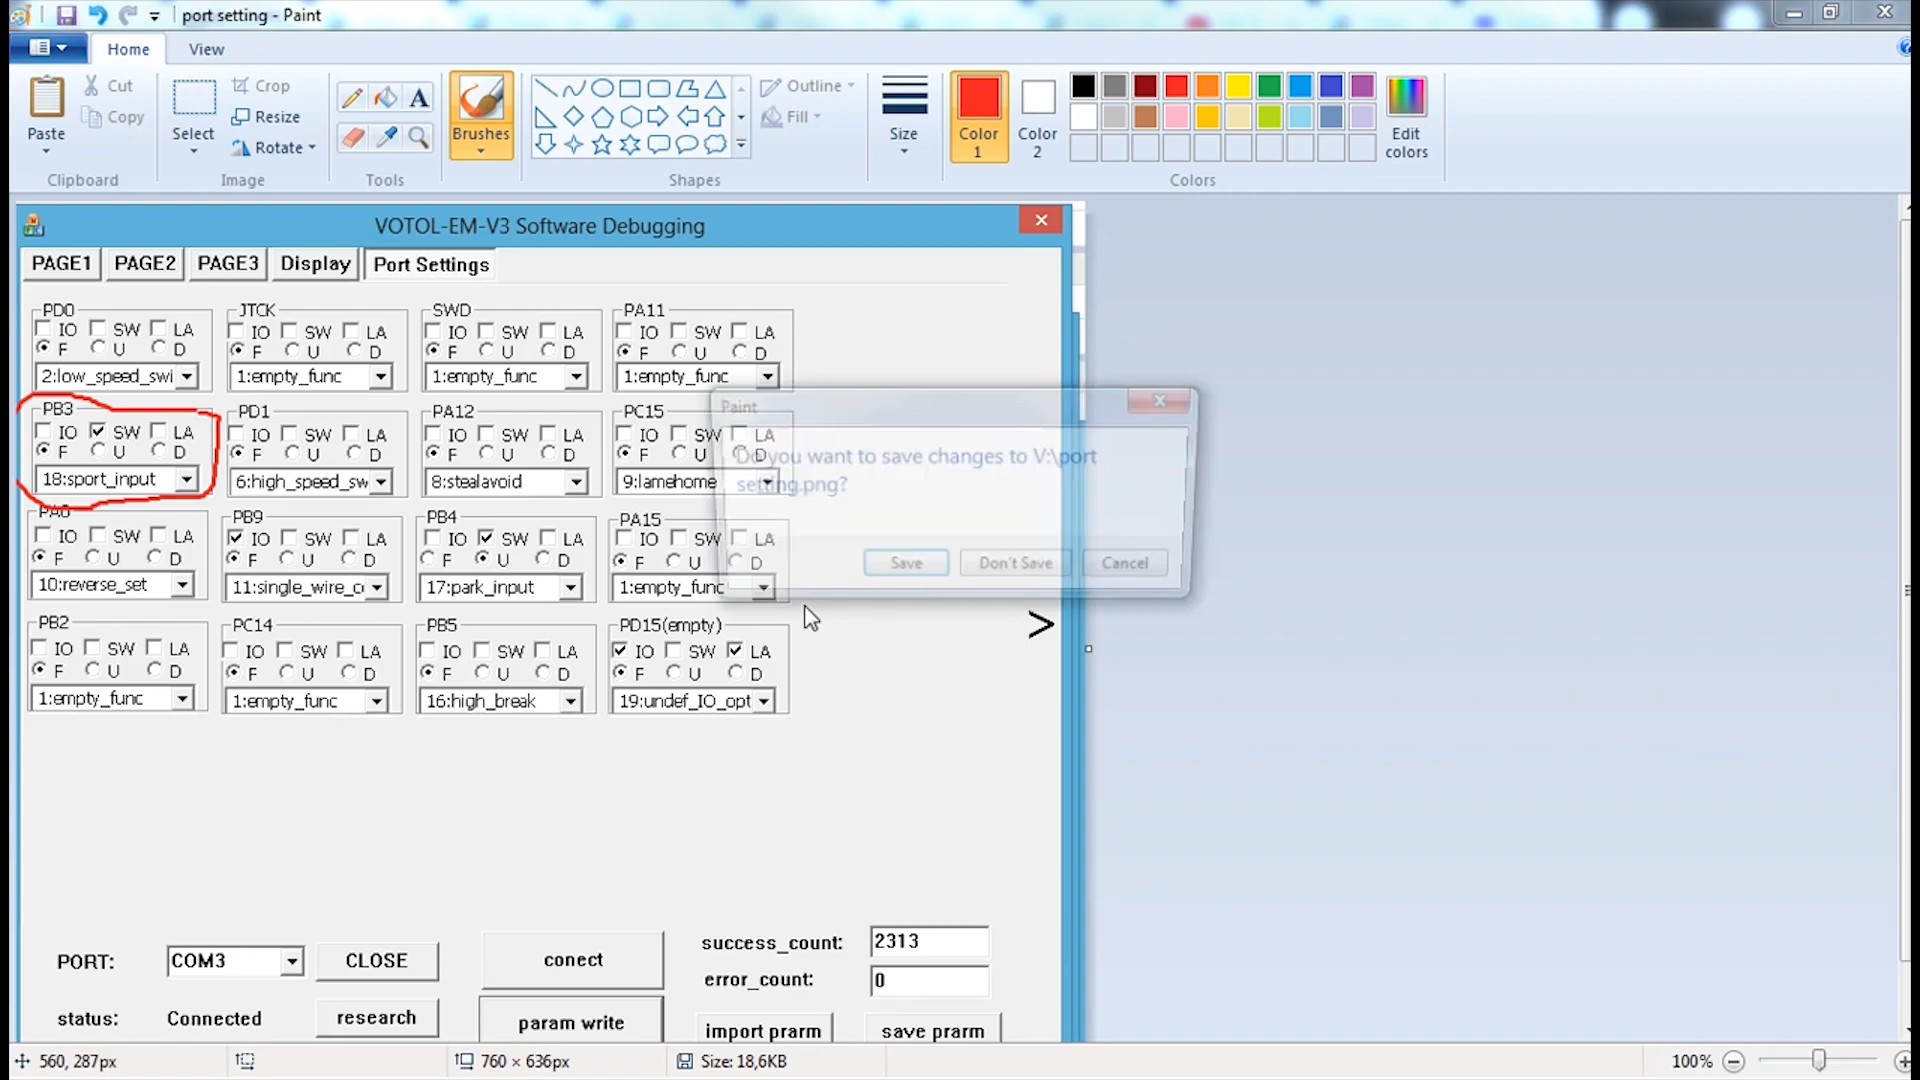 port setting - Paint
Home
View
Paste
Cut
Copy
Clipboard
Select
Crop
Resize
Rotate
Image
A
Tools
Brushes
Shapes
Outline
Fill
Size
Color 1
Color 2
Edit colors
Colors
VOTOL-EM-V3 Software Debugging
PAGE1 PAGE2 PAGE3 Display Port Settings
PD0
IO SW LA
F U D
2:low_speed_swi
JTCK
IO SW LA
F U D
1:empty_func
SWD
IO SW LA
F U D
1:empty_func
PA11
IO SW LA
F U D
1:empty_func
PB3
IO SW LA
F U D
18:sport_input
PD1
IO SW LA
F U D
6:high_speed_sw
PA12
IO SW LA
F U D
8:stealavoid
PC15
IO SW LA
F U D
9:lamehome
Paint
Do you want to save changes to V:\port
setting.png?
Save
Don't Save
Cancel
PA0
IO SW LA
F U D
10:reverse_set
PB9
IO SW LA
F U D
11:single_wire_c
PB4
IO SW LA
F U D
17:park_input
PA15
IO SW LA
F U D
1:empty_func
PB2
IO SW LA
F U D
1:empty_func
PC14
IO SW LA
F U D
1:empty_func
PB5
IO SW LA
F U D
16:high_break
PD15(empty)
IO SW LA
F U D
19:undef_IO_opt
>
PORT:
COM3
CLOSE
conect
success_count:
2313
error_count:
0
status:
Connected
research
param write
import prarm
save prarm
560, 287px
760 × 636px
Size: 18,6KB
100%